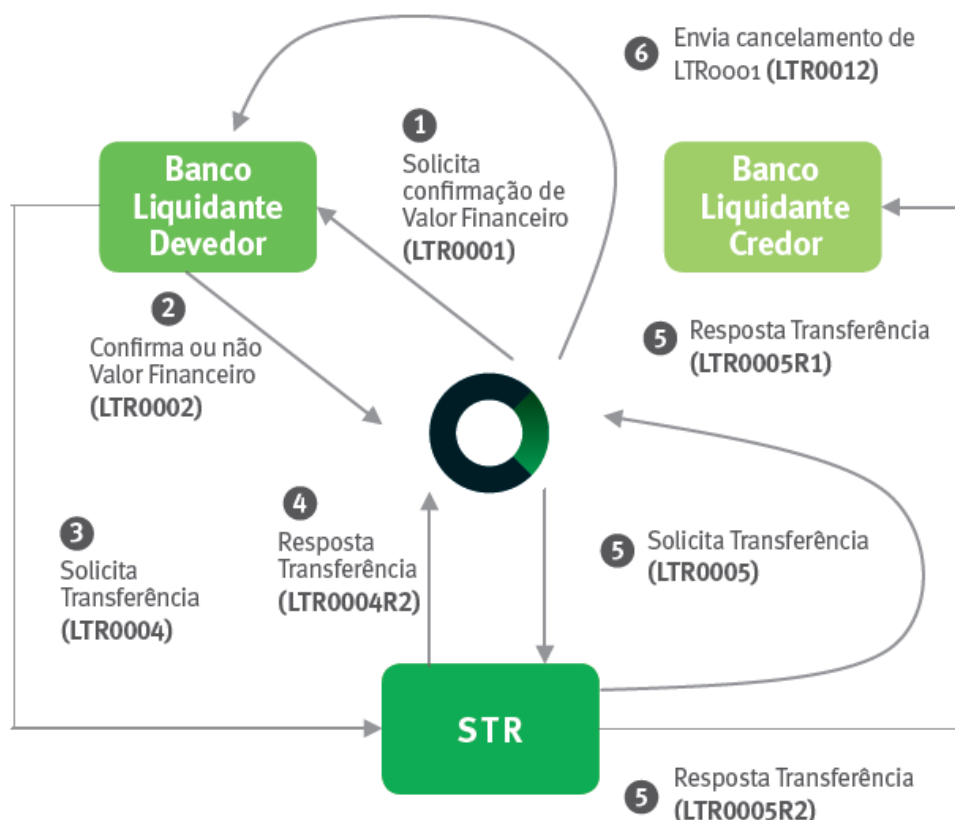 6
Envia cancelamento de
LTR0001 (LTR0012)
1
Solicita
confirmação de
Valor Financeiro
(LTR0001)
Banco
Liquidante
Devedor
Banco
Liquidante
Credor
2
Confirma ou não
Valor Financeiro
(LTR0002)
5
Resposta Transferência
(LTR0005R1)
3
Solicita
Transferência
(LTR0004)
4
Resposta
Transferência
(LTR0004R2)
5
Solicita Transferência
(LTR0005)
STR
5
Resposta Transferência
(LTR0005R2)